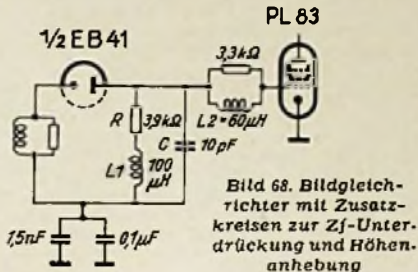 PL 83
½ EB 41
3,3kΩ
R
3,9kΩ
L2 = 60µH
C
10pF
L1
100
µH
1,5nF
0,1µF
Bild 68. Bildgleich-
richter mit Zusatz-
kreisen zur Zf-Unter-
drückung und Höhen-
anhebung